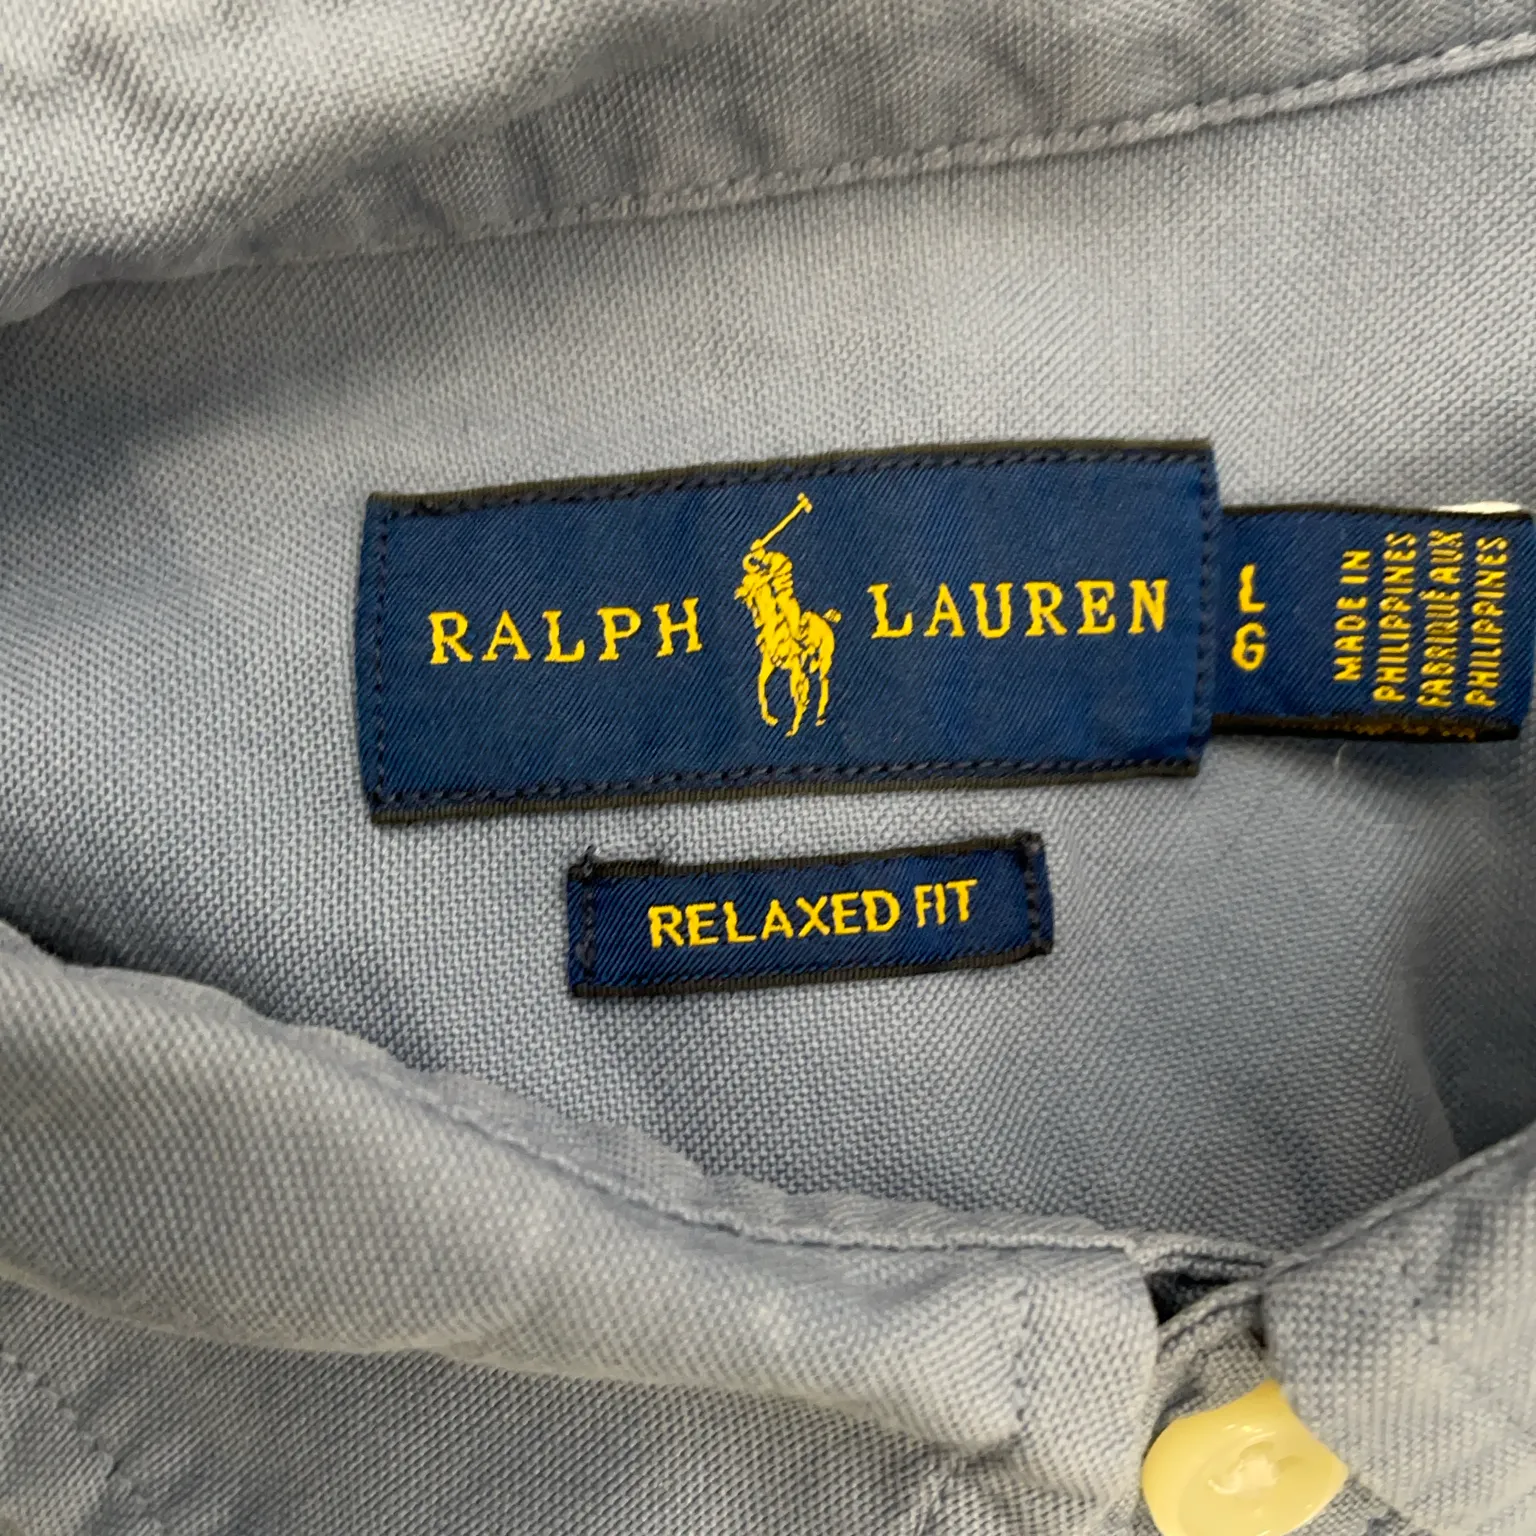 RALPH LAUREN
L
G
MADE IN
PHILIPPINES
FABRIQUÉ AUX
PHILIPPINES
RELAXED FIT